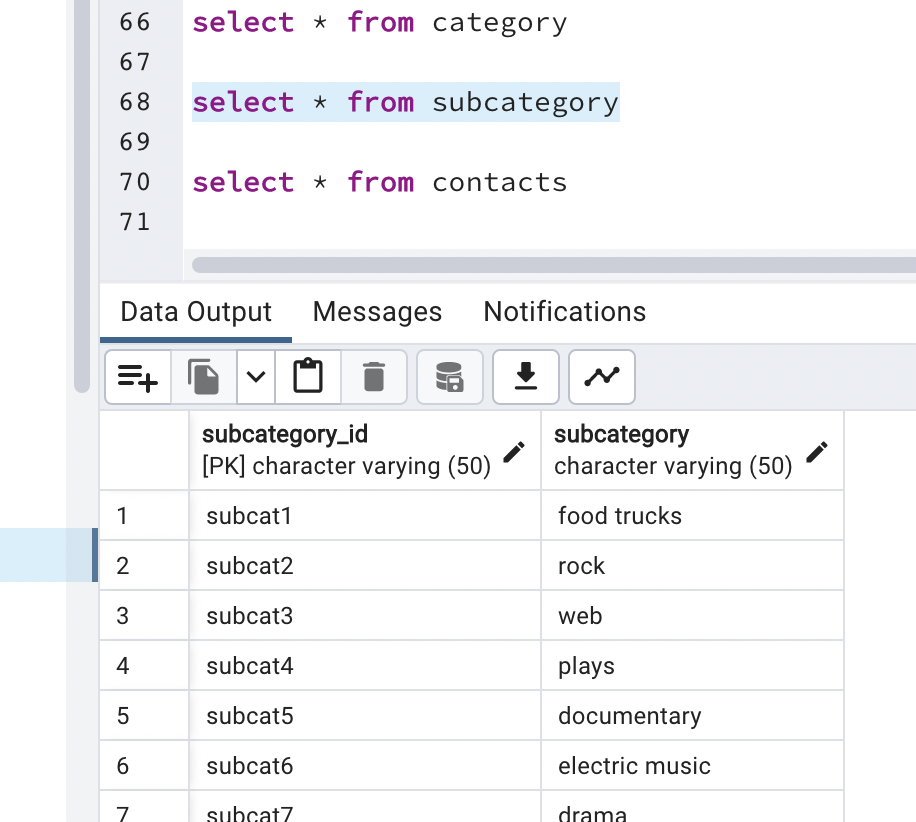 66 select * from category
67
68 select * from subcategory
69
70 select * from contacts
71
Data Output Messages Notifications
subcategory_id subcategory
[PK] character varying (50) character varying (50)
1 subcat1 food trucks
2 subcat2 rock
3 subcat3 web
4 subcat4 plays
5 subcat5 documentary
6 subcat6 electric music
7 subcat7 drama